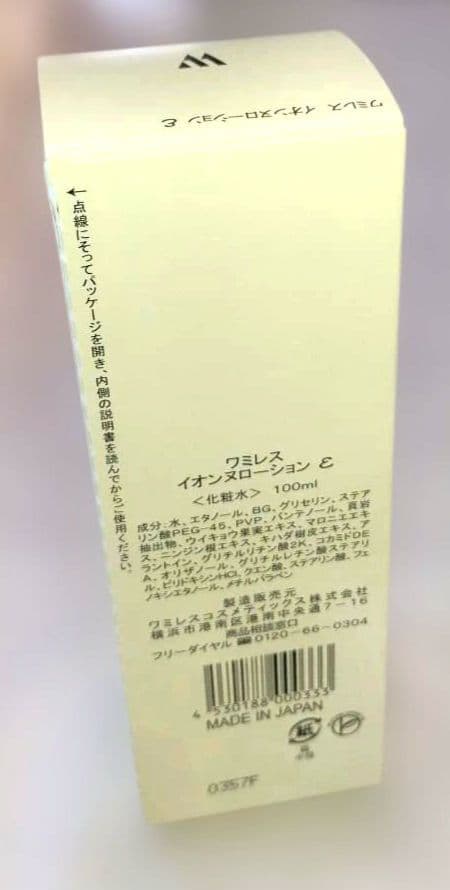 ワミレス イオンヌローション ε
←点線にそってパッケージを開き、内側の説明書を読んでからご使用ください。
ワミレス
イオンヌローション ε
＜化粧水＞ 100ml
成分:水、エタノール、BG、グリセリン、ステア
リン酸PEG-45、PVP、パンテノール、真岩
抽出物、ウイキョウ果実エキス、マロニエエキ
ス、ニンジン根エキス、キハダ樹皮エキス、ア
ラントイン、グリチルリチン酸2K、コカミドDE
A、オリザノール、グリチルレチン酸ステアリ
ル、ピリドキシンHCl、クエン酸、ステアリン酸、フェ
ノキシエタノール、メチルパラベン
製造販売元
ワミレスコスメティックス株式会社
横浜市港南区港南中央通7-16
商品相談窓口
フリーダイヤル 0120-66-0304
4 530188 000333
MADE IN JAPAN
紙
0357F